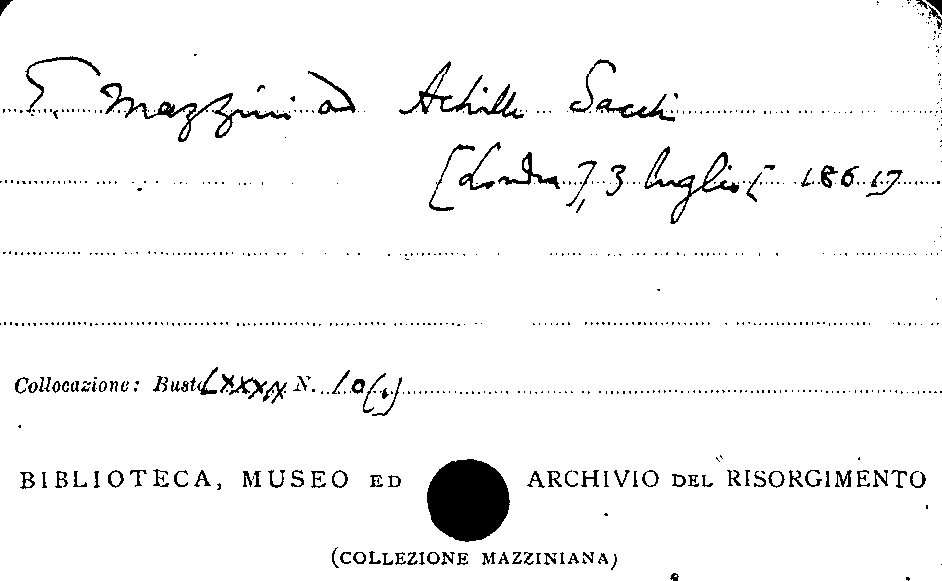 G. Mazzini ad Achille Sacchi
[Londra], 3 luglio [1861]
Collocazione: Busta N. 10(1)
BIBLIOTECA, MUSEO ED ARCHIVIO DEL RISORGIMENTO
(COLLEZIONE MAZZINIANA)